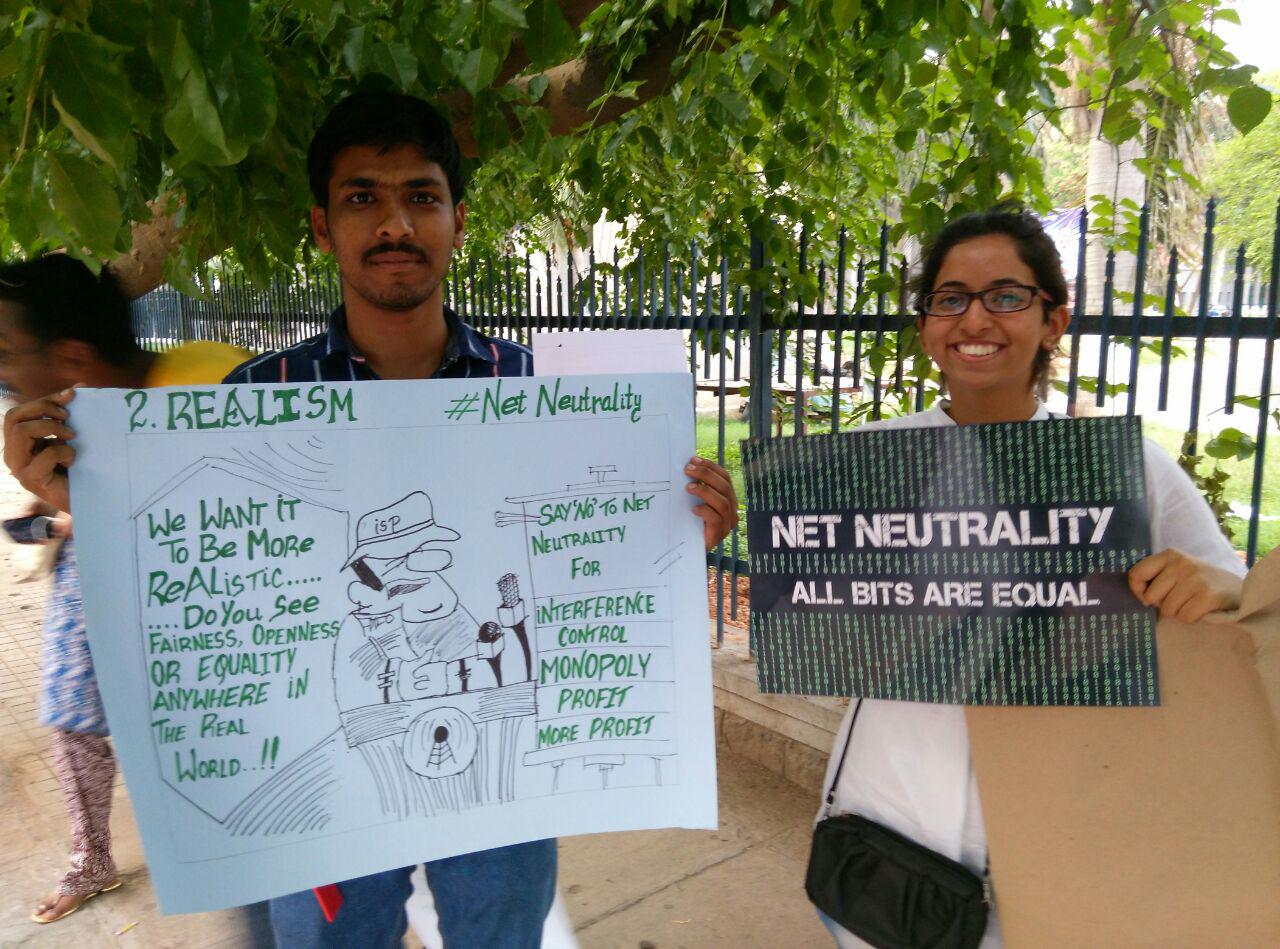 2. REALISM
#Net Neutrality
We WANT iT
To Be MoRe
ReALisTiC.....
.... Do You See
FAiRNESS, OPENNESS
OR EQUALiTY
ANYWHERE iN
THE REAL
WORLD..!!
isP
SAY 'NO' To NET
NEUTRALiTY
FoR
iNTERFERENCE
CONTROL
MONOPOLY
PROFiT
MORE PROFiT
NET NEUTRALITY
ALL BITS ARE EQUAL